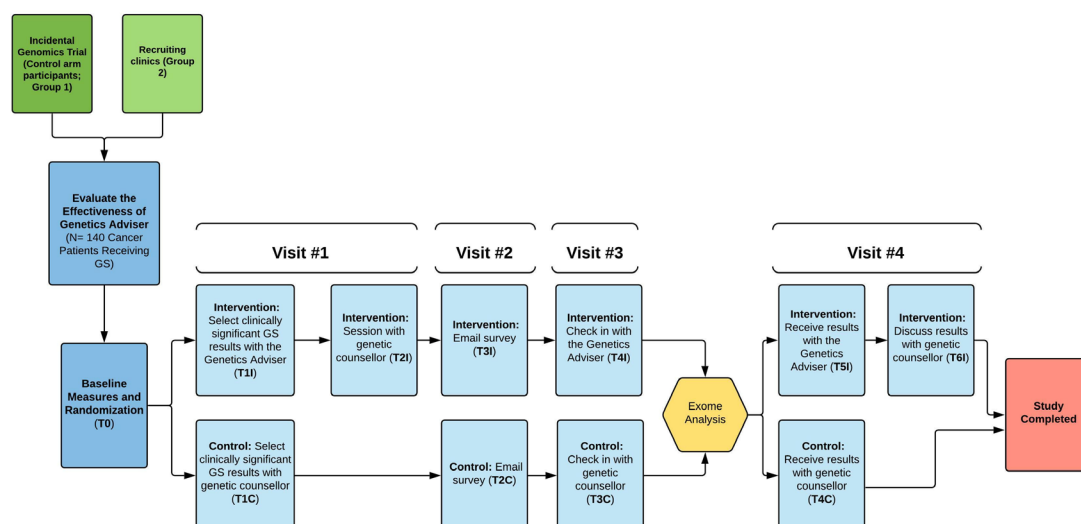 Incidental
Genomics Trial
(Control arm
participants;
Group 1)
Recruiting
clinics (Group
2)
Evaluate the
Effectiveness of
Genetics Adviser
(N= 140 Cancer
Patients Receiving
GS)
Baseline
Measures and
Randomization
(T0)
Visit #1
Visit #2
Visit #3
Visit #4
Intervention:
Select clinically
significant GS
results with the
Genetics Adviser
(T1I)
Intervention:
Session with
genetic
counsellor (T2I)
Intervention:
Email survey
(T3I)
Intervention:
Check in with
the Genetics
Adviser (T4I)
Intervention:
Receive results
with the
Genetics
Adviser (T5I)
Intervention:
Discuss results
with genetic
counsellor (T6I)
Control: Select
clinically significant
GS results with
genetic counsellor
(T1C)
Control: Email
survey (T2C)
Control:
Check in with
genetic
counsellor
(T3C)
Exome
Analysis
Control:
Receive results
with genetic
counsellor
(T4C)
Study
Completed